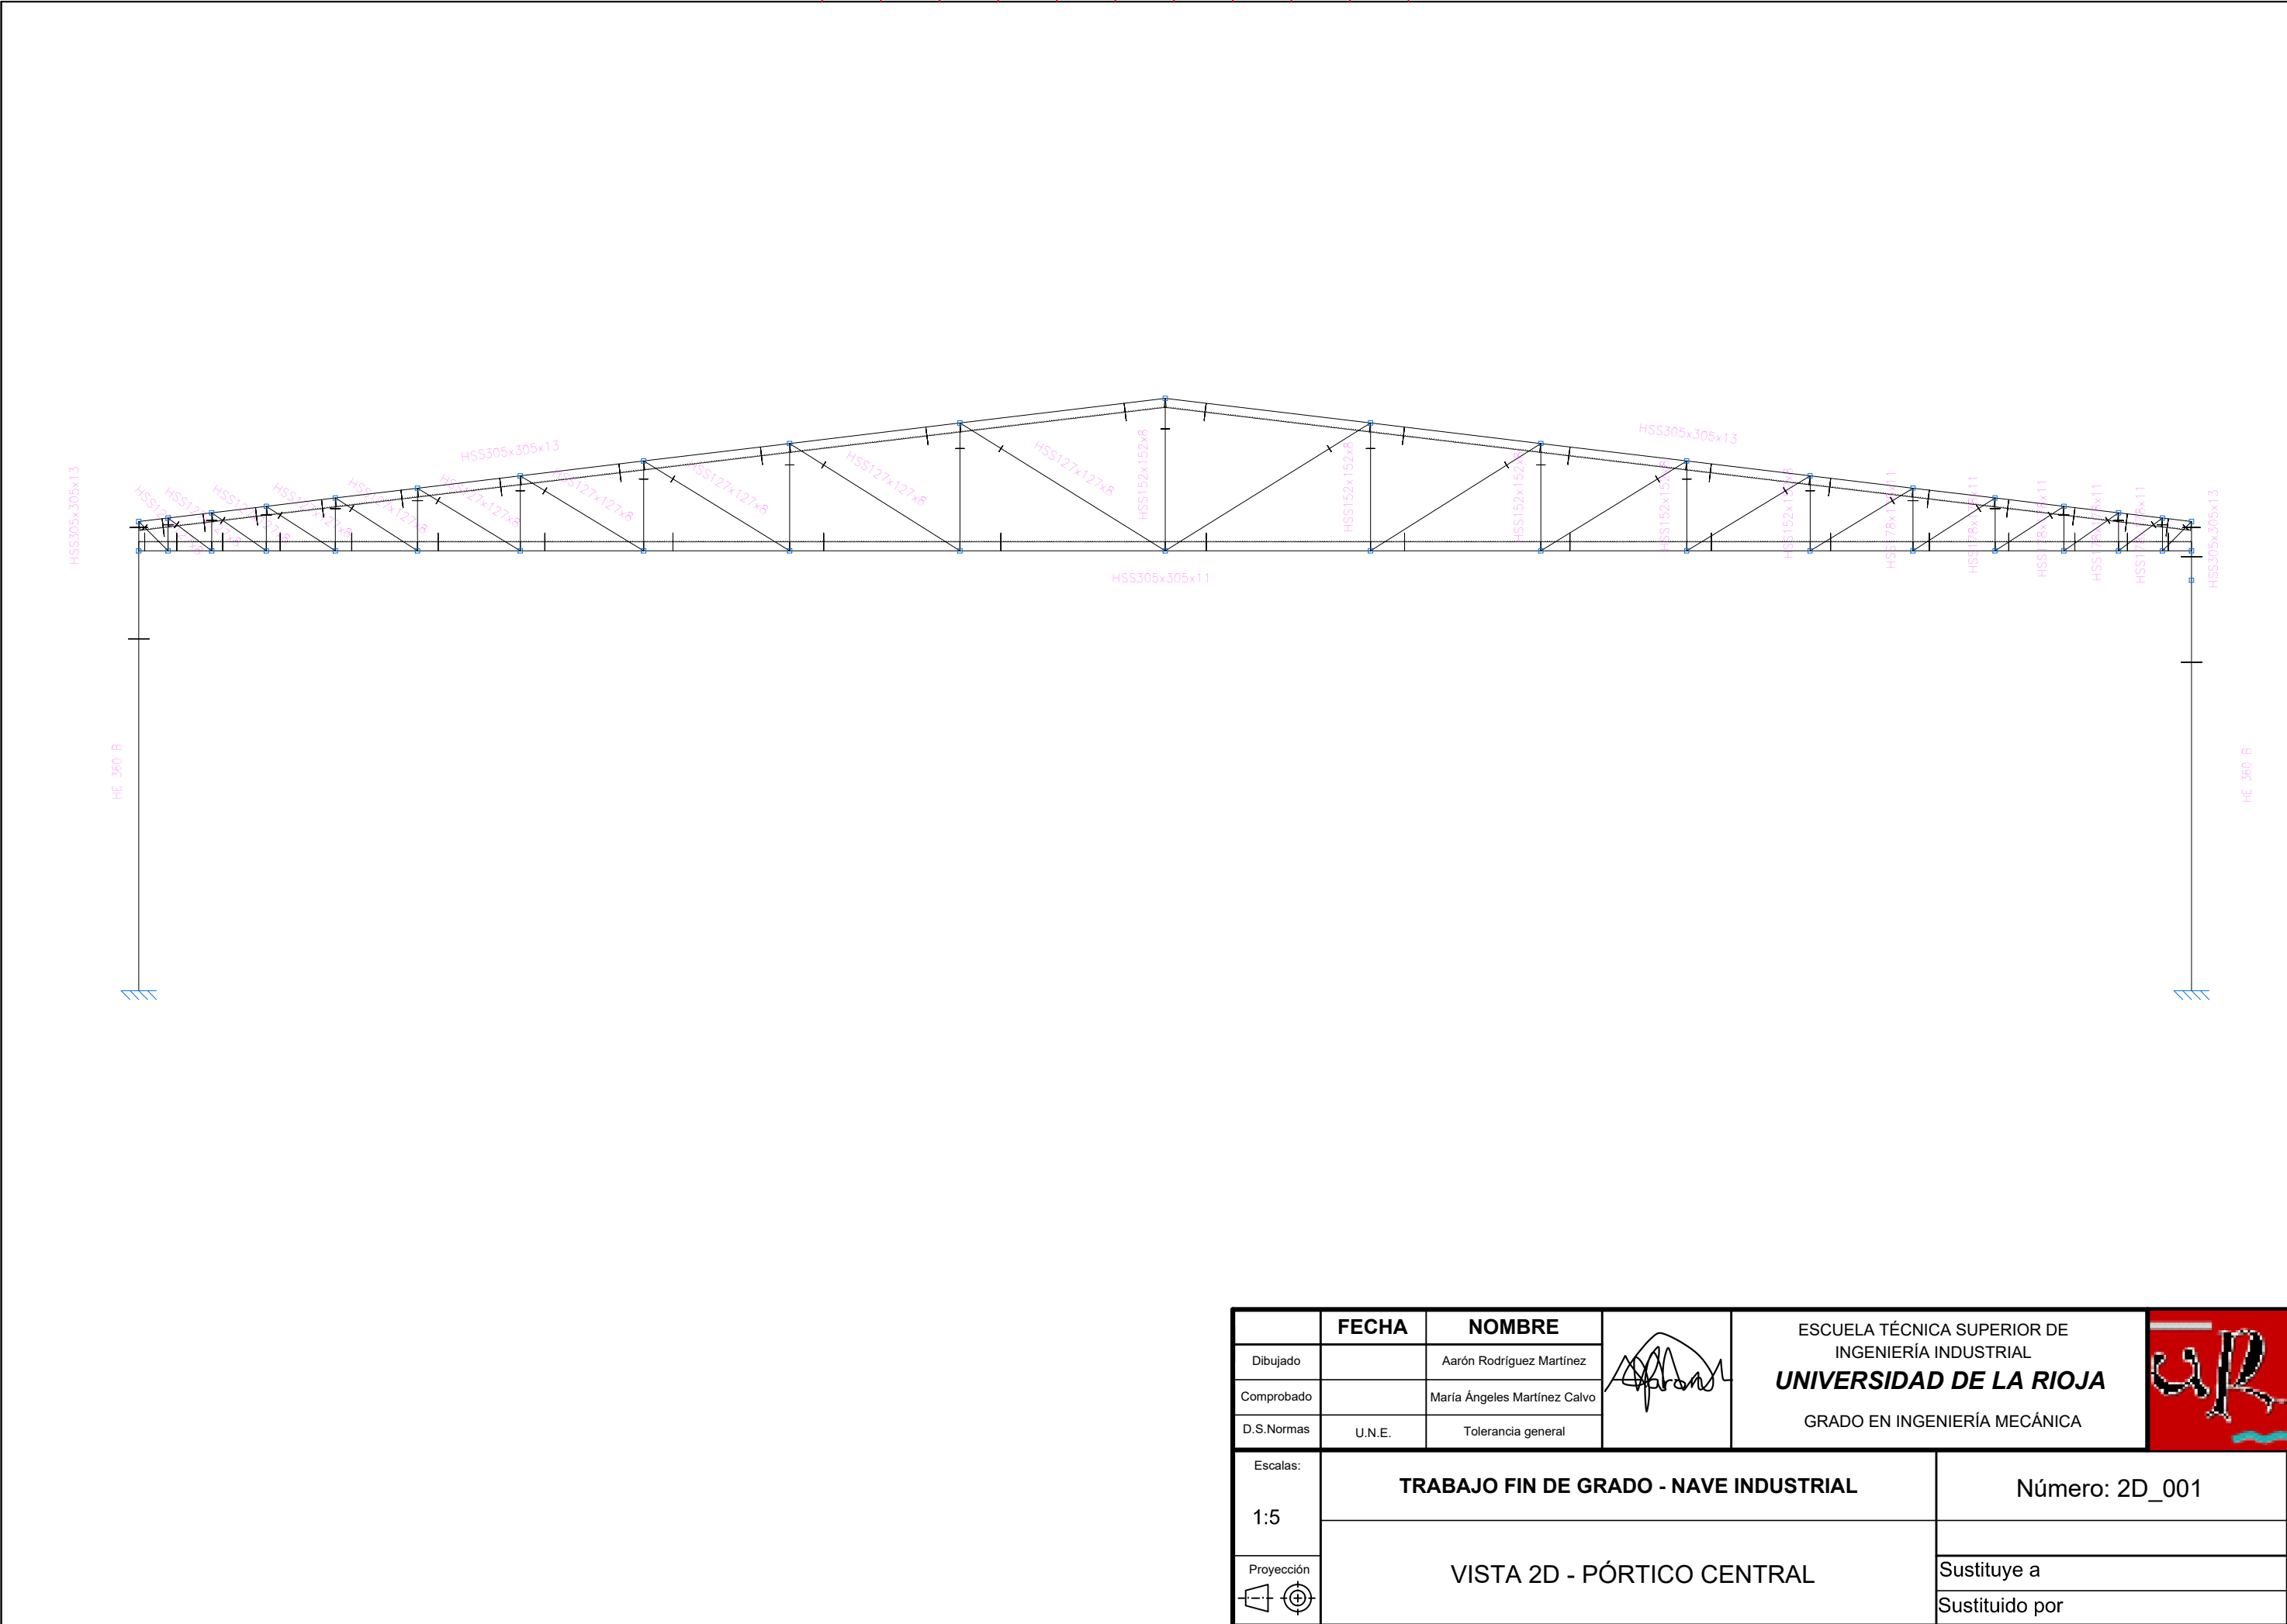 HSS305x305x13
HSS305x305x13
HSS127x127x8
HSS127x127x8
HSS127x127x8
HSS127x127x8
HSS127x127x8
HSS127x127x8
HSS127x127x8
HSS152x152x8
HSS152x152x8
HSS152x152x8
HSS305x305x13
HSS305x305x13
HSS305x305x11
HE 360 B
HE 360 B
FECHA
NOMBRE
Dibujado
Aarón Rodríguez Martínez
Comprobado
María Ángeles Martínez Calvo
D.S.Normas
U.N.E.
Tolerancia general
ESCUELA TÉCNICA SUPERIOR DE
INGENIERÍA INDUSTRIAL
UNIVERSIDAD DE LA RIOJA
GRADO EN INGENIERÍA MECÁNICA
Escalas:
1:5
TRABAJO FIN DE GRADO - NAVE INDUSTRIAL
Número: 2D_001
Proyección
VISTA 2D - PÓRTICO CENTRAL
Sustituye a
Sustituido por